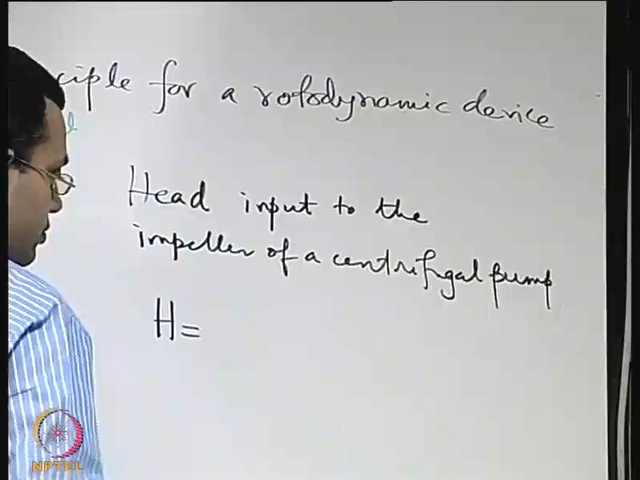 ciple for a rotodynamic device
Head input to the
impeller of a centrifugal pump
H=
NPTEL